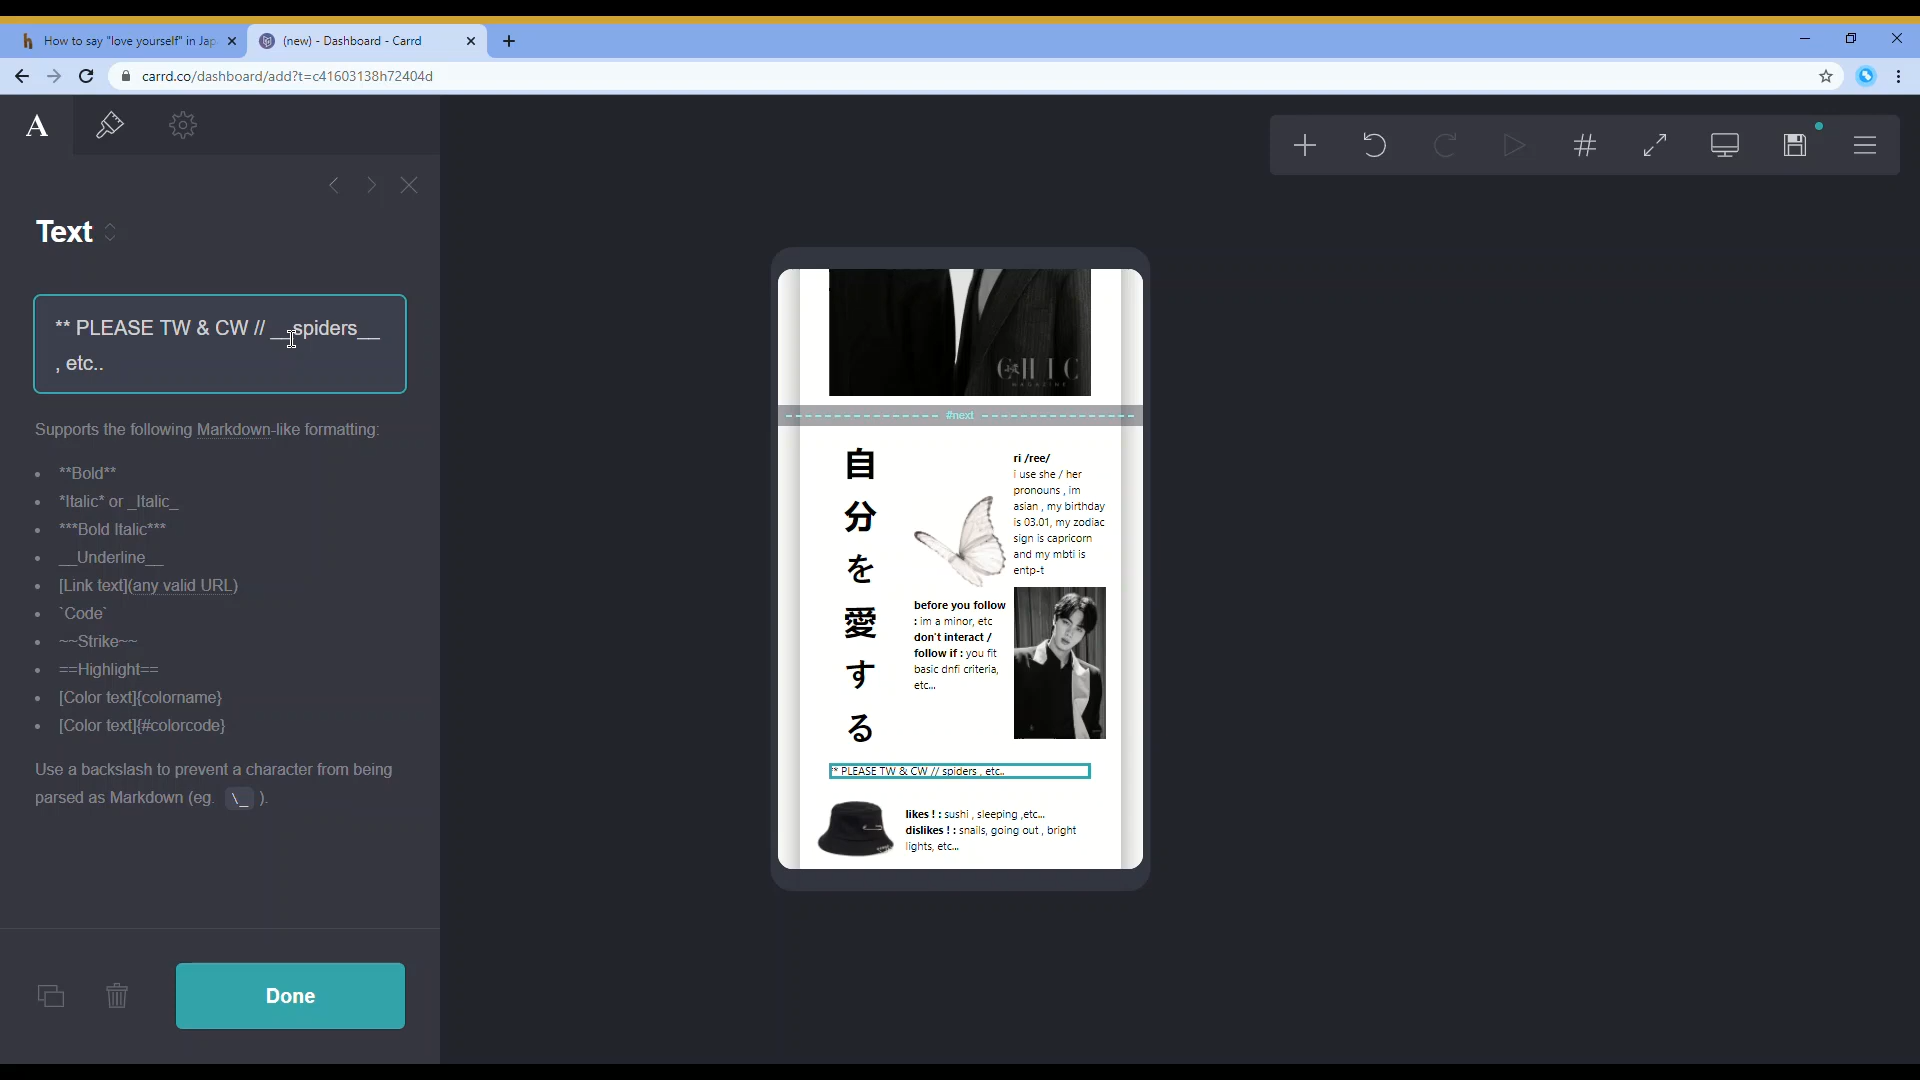 How to say "love yourself" in Jap
(new) - Dashboard - Carrd
carrd.co/dashboard/add?t=c41603138h72404d
A
Text
** PLEASE TW & CW // __spiders__
, etc..
Supports the following Markdown-like formatting:
**Bold**
*Italic* or _Italic_
***Bold Italic***
__Underline__
[Link text](any valid URL)
`Code`
~~Strike~~
==Highlight==
[Color text]{colorname}
[Color text]{#colorcode}
Use a backslash to prevent a character from being
parsed as Markdown (eg. \_ ).
Done
CHIC
MAGAZINE
#next
自
分
を
愛
す
る
ri /ree/
i use she / her
pronouns , im
asian , my birthday
is 03.01, my zodiac
sign is capricorn
and my mbti is
entp-t
before you follow
: im a minor, etc
don't interact /
follow if : you fit
basic dnfi criteria,
etc...
** PLEASE TW & CW // spiders , etc..
likes ! : sushi , sleeping ,etc...
dislikes ! : snails, going out , bright
lights, etc...